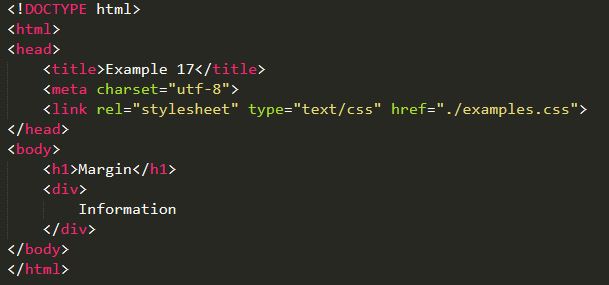 <!DOCTYPE html>
<html>
<head>
    <title>Example 17</title>
    <meta charset="utf-8">
    <link rel="stylesheet" type="text/css" href="./examples.css">
</head>
<body>
    <h1>Margin</h1>
    <div>
        Information
    </div>
</body>
</html>